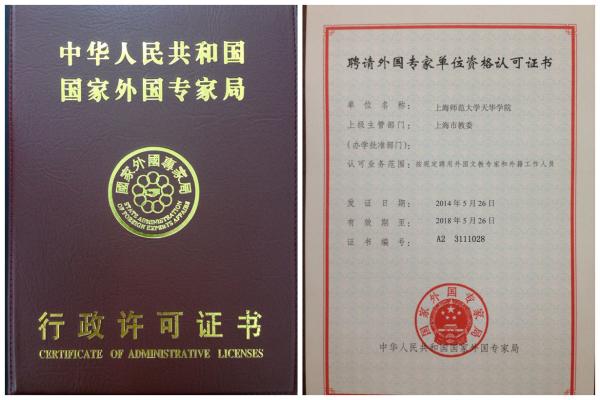 中华人民共和国
国家外国专家局
國家外國專家局
STATE ADMINISTRATION
OF FOREIGN EXPERTS AFFAIRS
行政许可证书
CERTIFICATE OF ADMINISTRATIVE LICENSES
聘请外国专家单位资格认可证书
单位名称： 上海师范大学天华学院
上级主管部门： 上海市教委
(办学批准部门)：
认可业务范围：按规定聘用外国文教专家和外籍工作人员
发证日期： 2014年5月26日
有效期至： 2018年5月26日
证书编号： A2 3111028
国家外国专家局
中华人民共和国国家外国专家局